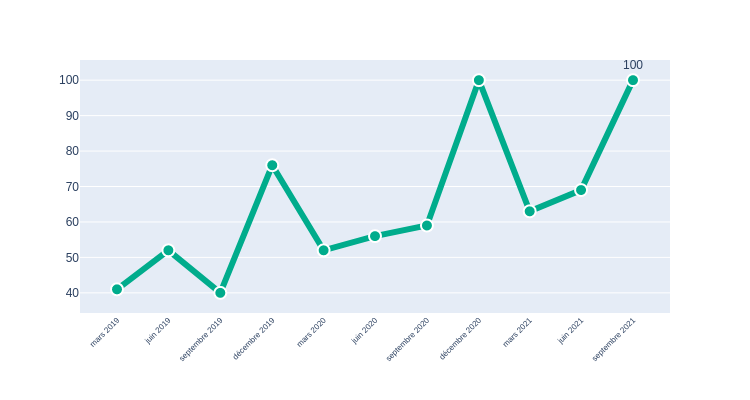 100
100
90
80
70
60
50
40
mars 2019
juin 2019
septembre 2019
décembre 2019
mars 2020
juin 2020
septembre 2020
décembre 2020
mars 2021
juin 2021
septembre 2021